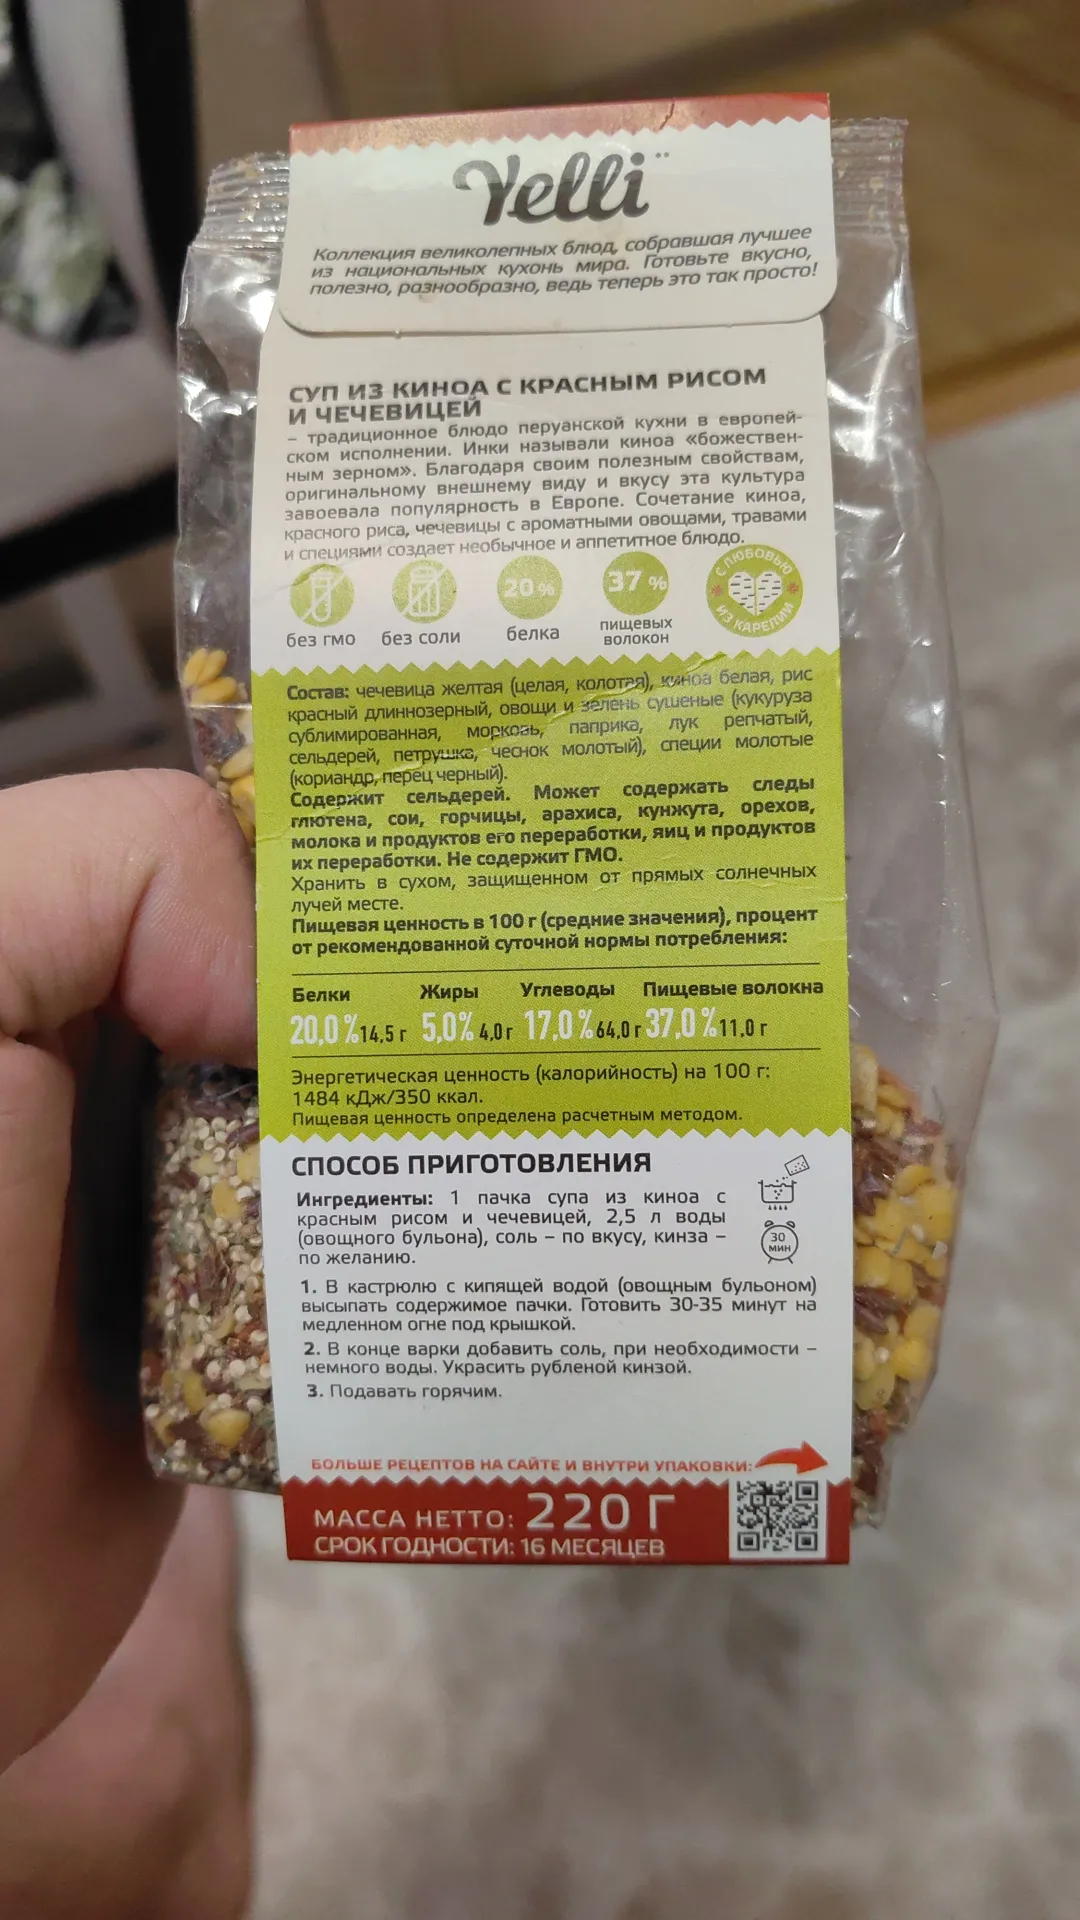 Yelli
Коллекция великолепных блюд, собравшая лучшее
из национальных кухонь мира. Готовьте вкусно,
полезно, разнообразно, ведь теперь это так просто!
СУП ИЗ КИНОА С КРАСНЫМ РИСОМ
И ЧЕЧЕВИЦЕЙ
– традиционное блюдо перуанской кухни в европей-
ском исполнении. Инки называли киноа «божествен-
ным зерном». Благодаря своим полезным свойствам,
оригинальному внешнему виду и вкусу эта культура
завоевала популярность в Европе. Сочетание киноа,
красного риса, чечевицы с ароматными овощами, травами
и специями создает необычное и аппетитное блюдо.
без гмо
без соли
20%
белка
37%
пищевых
волокон
С ЛЮБОВЬЮ
ИЗ КАРЕЛИИ
Состав: чечевица желтая (целая, колотая), киноа белая, рис
красный длиннозерный, овощи и зелень сушеные (кукуруза
сублимированная, морковь, паприка, лук репчатый,
сельдерей, петрушка, чеснок молотый), специи молотые
(кориандр, перец черный).
Содержит сельдерей. Может содержать следы
глютена, сои, горчицы, арахиса, кунжута, орехов,
молока и продуктов его переработки, яиц и продуктов
их переработки. Не содержит ГМО.
Хранить в сухом, защищенном от прямых солнечных
лучей месте.
Пищевая ценность в 100 г (средние значения), процент
от рекомендованной суточной нормы потребления:
Белки Жиры Углеводы Пищевые волокна
20,0% 14,5 г 5,0% 4,0 г 17,0% 64,0 г 37,0% 11,0 г
Энергетическая ценность (калорийность) на 100 г:
1484 кДж/350 ккал.
Пищевая ценность определена расчетным методом.
СПОСОБ ПРИГОТОВЛЕНИЯ
Ингредиенты: 1 пачка супа из киноа с
красным рисом и чечевицей, 2,5 л воды
(овощного бульона), соль – по вкусу, кинза –
по желанию.
30
МИН
1. В кастрюлю с кипящей водой (овощным бульоном)
высыпать содержимое пачки. Готовить 30-35 минут на
медленном огне под крышкой.
2. В конце варки добавить соль, при необходимости –
немного воды. Украсить рубленой кинзой.
3. Подавать горячим.
БОЛЬШЕ РЕЦЕПТОВ НА САЙТЕ И ВНУТРИ УПАКОВКИ:
МАССА НЕТТО: 220 Г
СРОК ГОДНОСТИ: 16 МЕСЯЦЕВ